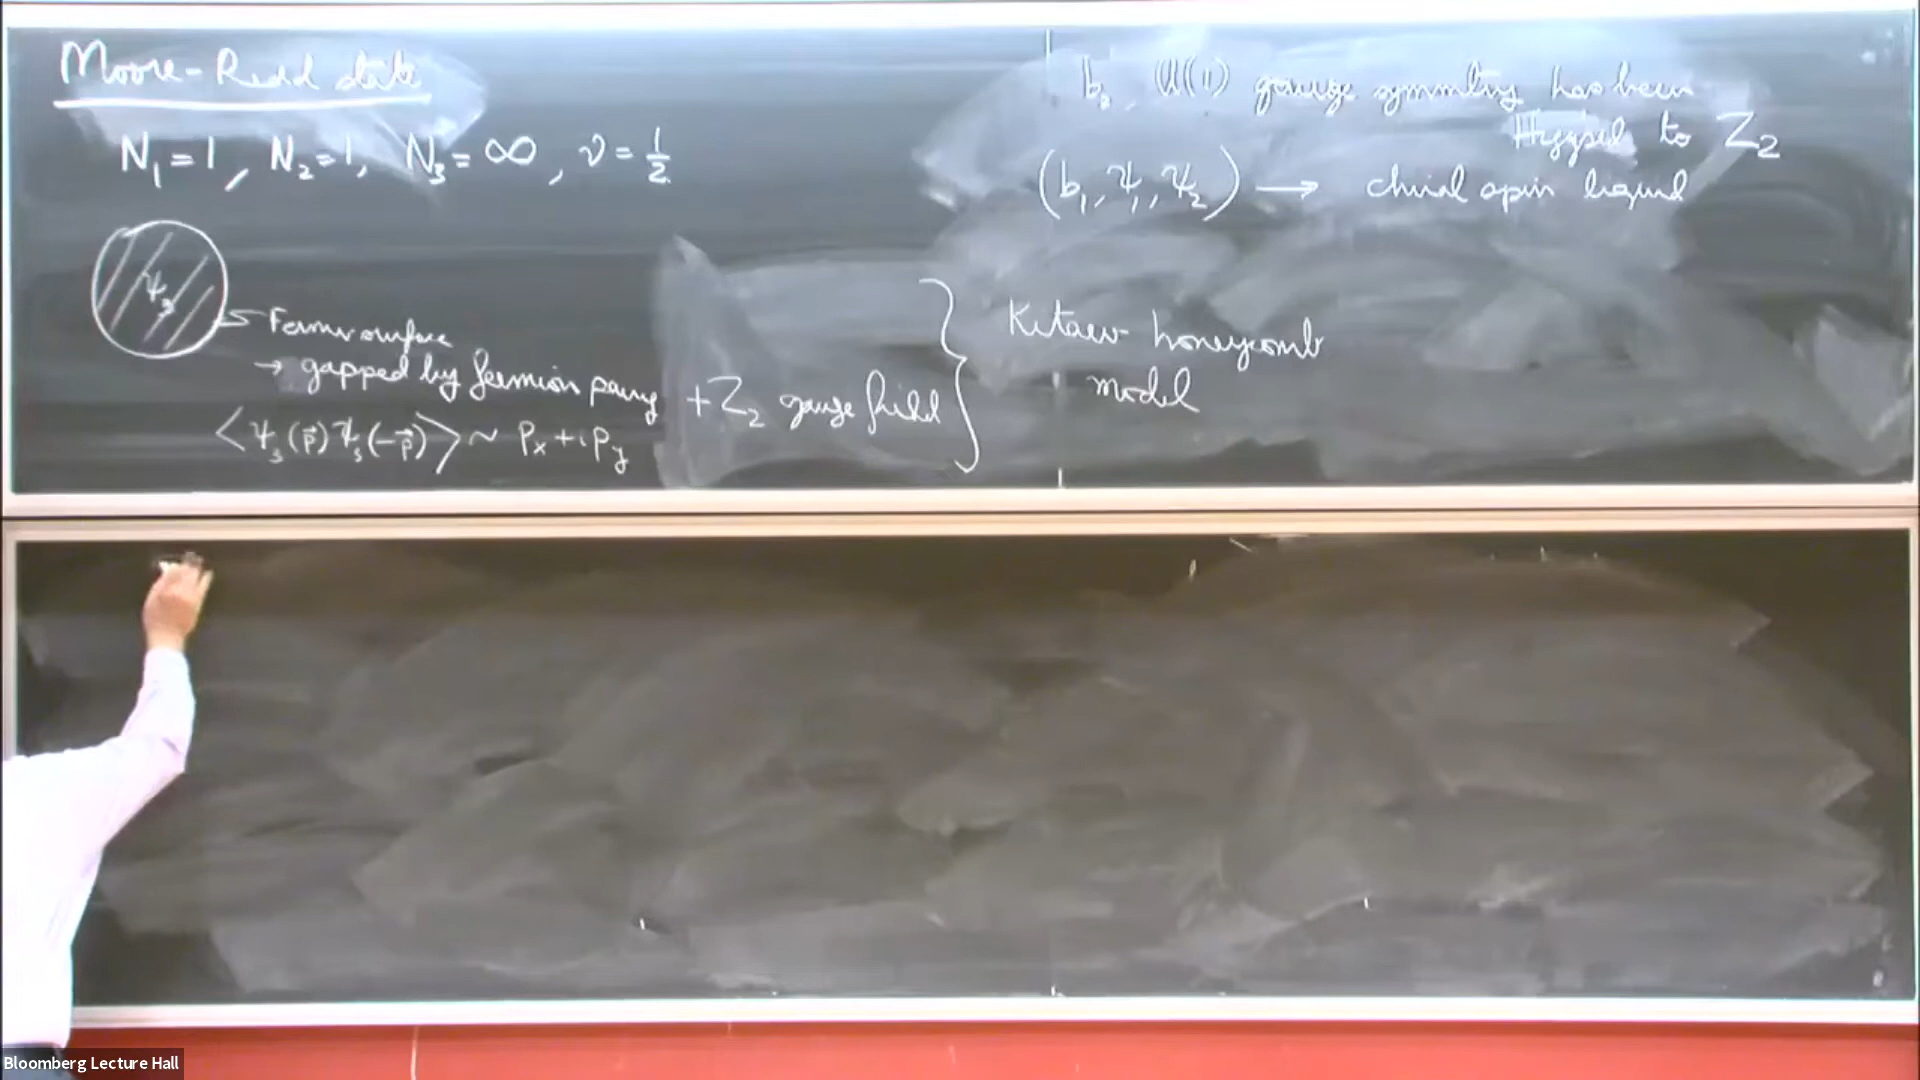 Moore-Read state
N₁ = 1, N₂ = 1, N₃ = ∞, ν = 1/2
ψ₃
Fermi surface
→ gapped by fermion pairing
⟨ψ₃(p⃗) ψ₃(-p⃗)⟩ ~ Pₓ + i P_y
+ Z₂ gauge field
} Kitaev honeycomb
model
b, U(1) gauge symmetry has been
Higgsed to Z₂
(b₁, ψ₁, ψ₂) → chiral spin liquid
Bloomberg Lecture Hall